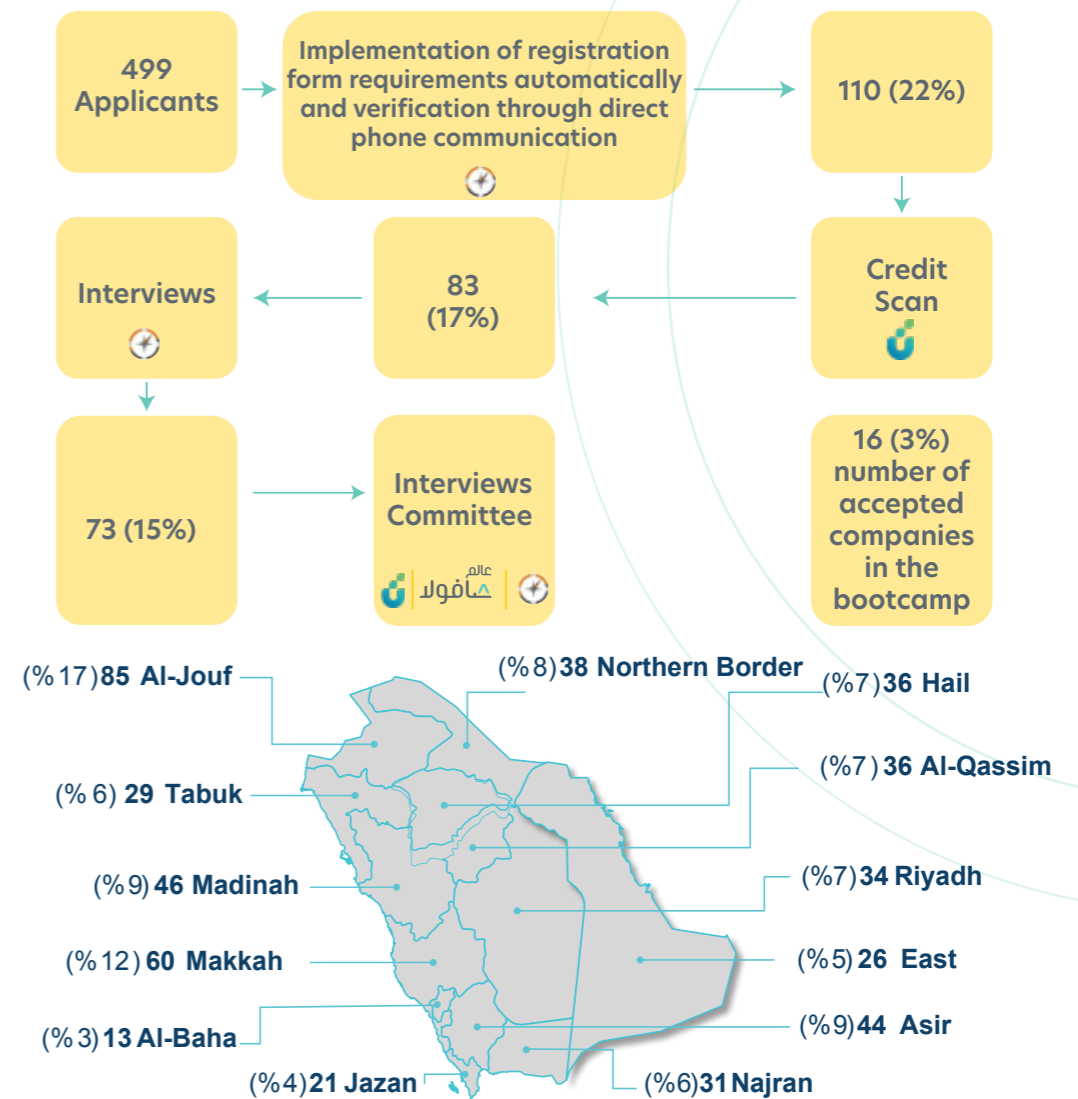 499
Applicants
Implementation of registration
form requirements automatically
and verification through direct
phone communication
110 (22%)
Credit
Scan
83
(17%)
Interviews
73 (15%)
Interviews
Committee
عالم
صافولا
16 (3%)
number of
accepted
companies
in the
bootcamp
(%17)85 Al-Jouf
(%8)38 Northern Border
(%7)36 Hail
(%7)36 Al-Qassim
(%6) 29 Tabuk
(%9)46 Madinah
(%7)34 Riyadh
(%12) 60 Makkah
(%5) 26 East
(%3)13 Al-Baha
(%9)44 Asir
(%4)21 Jazan
(%6)31 Najran